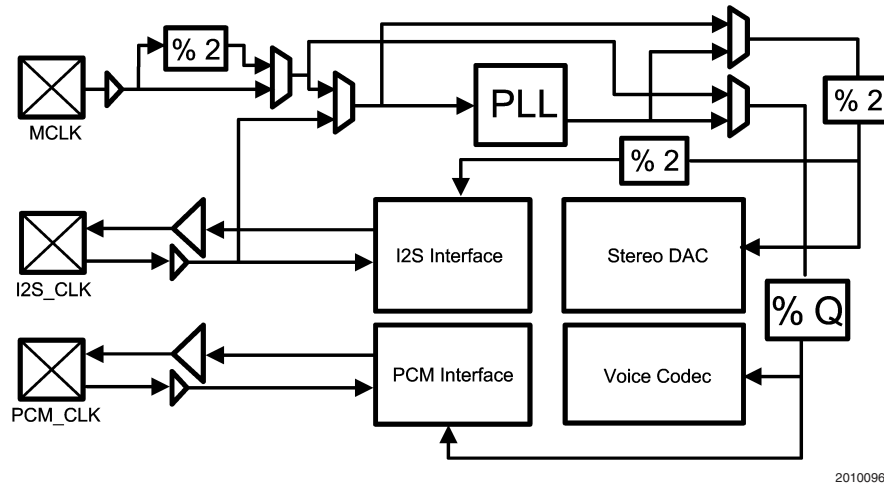 % 2
MCLK
PLL
% 2
% 2
I2S_CLK
I2S Interface
Stereo DAC
% Q
PCM_CLK
PCM Interface
Voice Codec
2010096